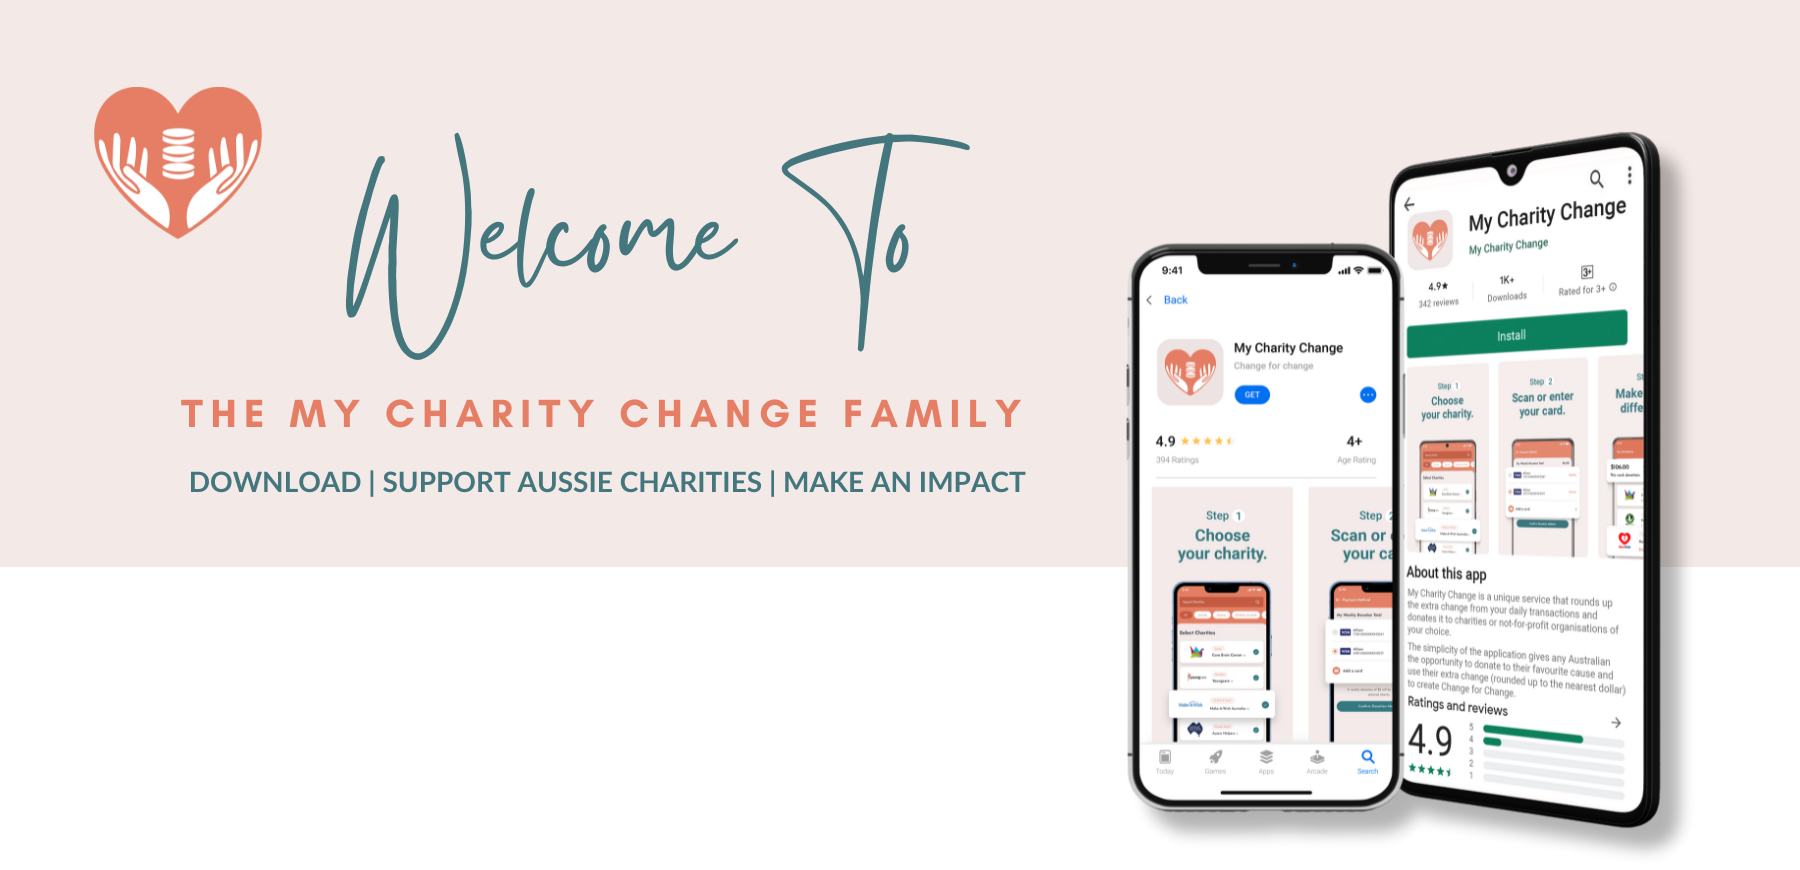 Welcome To
THE MY CHARITY CHANGE FAMILY
DOWNLOAD | SUPPORT AUSSIE CHARITIES | MAKE AN IMPACT
9:41
Back
My Charity Change
Change for change
GET
4.9
4+
394 Ratings
Age Rating
Step 1
Choose
your charity.
Select Charities
Step 2
Scan or
your ca
Today
Games
Apps
Arcade
Search
My Charity Change
My Charity Change
4.9★
342 reviews
1K+
Downloads
3+
Rated for 3+
Install
Step 1
Choose
your charity.
Step 2
Scan or enter
your card.
St
Make
diffe
$106.00
About this app
My Charity Change is a unique service that rounds up
the extra change from your daily transactions and
donates it to charities or not-for-profit organisations of
your choice.
The simplicity of the application gives any Australian
the opportunity to donate to their favourite cause and
use their extra change (rounded up to the nearest dollar)
to create Change for Change.
Ratings and reviews
4.9
5
4
3
2
1